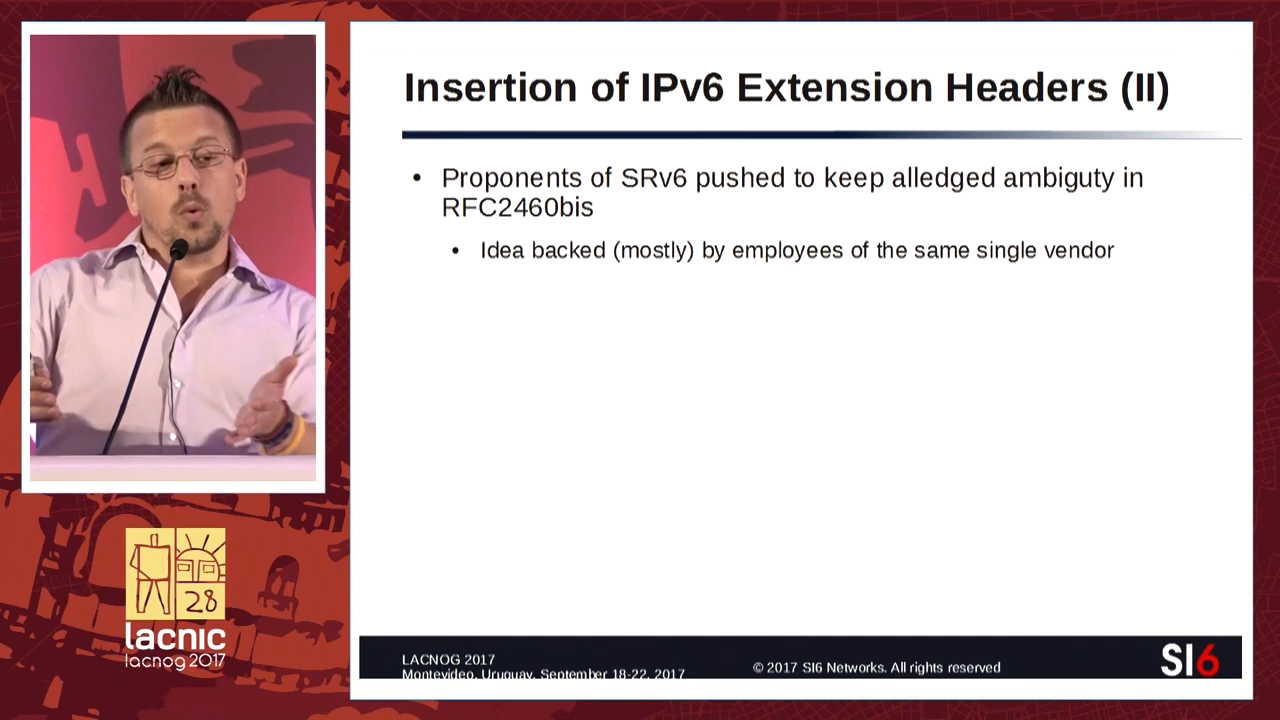 Insertion of IPv6 Extension Headers (II)
• Proponents of SRv6 pushed to keep alledged ambiguty in
RFC2460bis
• Idea backed (mostly) by employees of the same single vendor
28
lacnic
lacnog 2017
LACNOG 2017
Montevideo, Uruguay, September 18-22, 2017
© 2017 SI6 Networks. All rights reserved
SI6